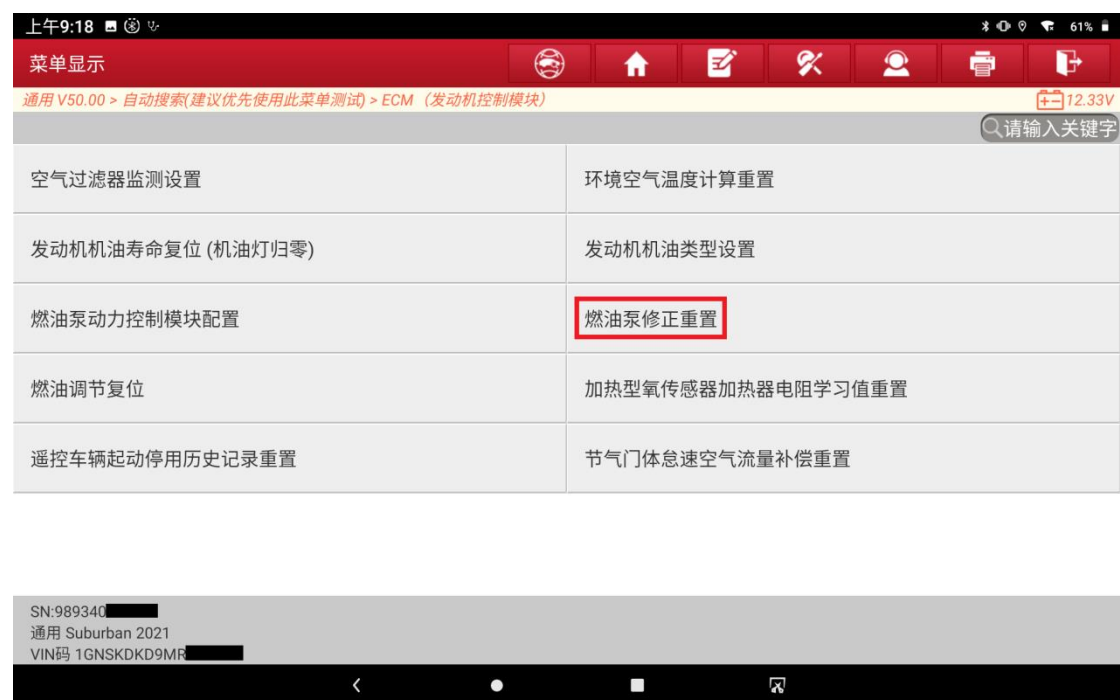 上午9:18
61%
菜单显示
通用 V50.00 > 自动搜索(建议优先使用此菜单测试) > ECM（发动机控制模块）
12.33V
请输入关键字
空气过滤器监测设置
环境空气温度计算重置
发动机机油寿命复位 (机油灯归零)
发动机机油类型设置
燃油泵动力控制模块配置
燃油泵修正重置
燃油调节复位
加热型氧传感器加热器电阻学习值重置
遥控车辆起动停用历史记录重置
节气门体怠速空气流量补偿重置
SN:989340
通用 Suburban 2021
VIN码 1GNSKDKD9MR